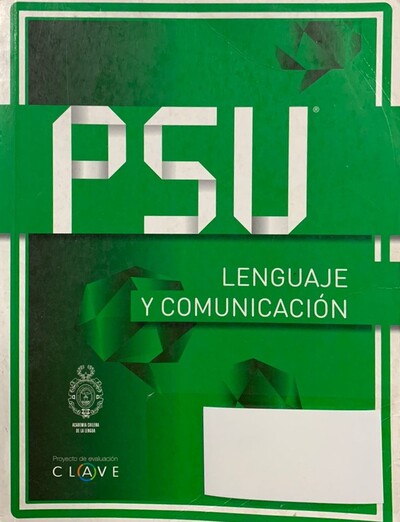 PSU®
LENGUAJE
Y COMUNICACIÓN
ACADEMIA CHILENA
DE LA LENGUA
Proyecto de evaluación
CLAVE